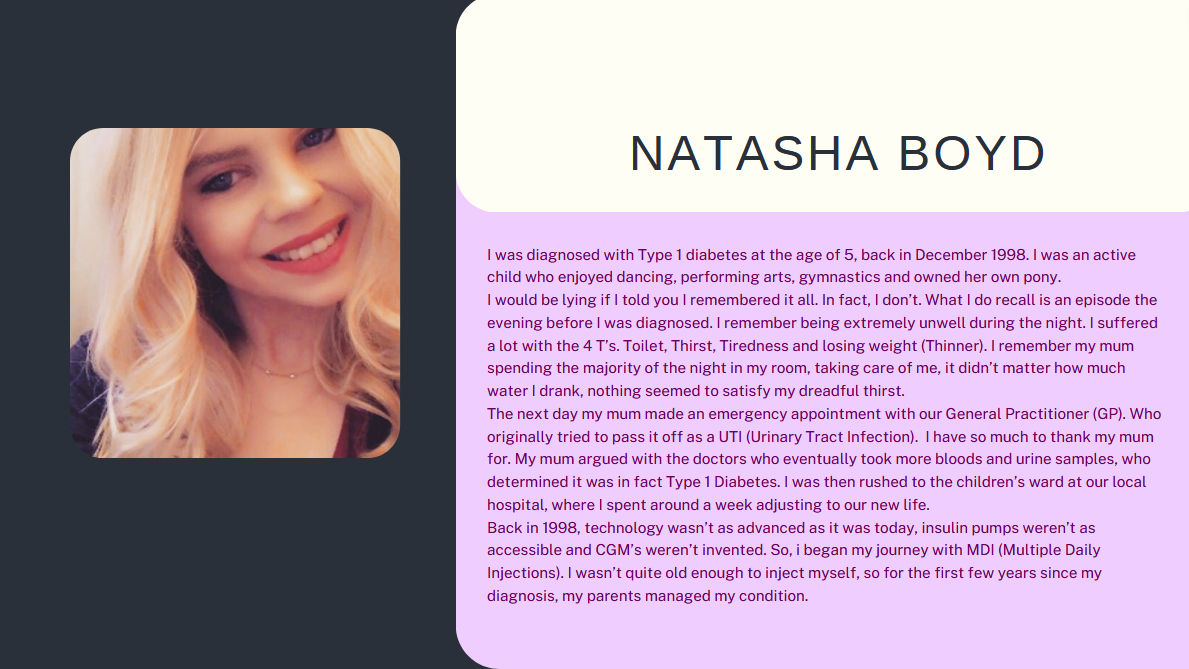 NATASHA BOYD
I was diagnosed with Type 1 diabetes at the age of 5, back in December 1998. I was an active
child who enjoyed dancing, performing arts, gymnastics and owned her own pony.
I would be lying if I told you I remembered it all. In fact, I don't. What I do recall is an episode the
evening before I was diagnosed. I remember being extremely unwell during the night. I suffered
a lot with the 4 T's. Toilet, Thirst, Tiredness and losing weight (Thinner). I remember my mum
spending the majority of the night in my room, taking care of me, it didn't matter how much
water I drank, nothing seemed to satisfy my dreadful thirst.
The next day my mum made an emergency appointment with our General Practitioner (GP). Who
originally tried to pass it off as a UTI (Urinary Tract Infection).  I have so much to thank my mum
for. My mum argued with the doctors who eventually took more bloods and urine samples, who
determined it was in fact Type 1 Diabetes. I was then rushed to the children's ward at our local
hospital, where I spent around a week adjusting to our new life.
Back in 1998, technology wasn't as advanced as it was today, insulin pumps weren't as
accessible and CGM's weren't invented. So, i began my journey with MDI (Multiple Daily
Injections). I wasn't quite old enough to inject myself, so for the first few years since my
diagnosis, my parents managed my condition.